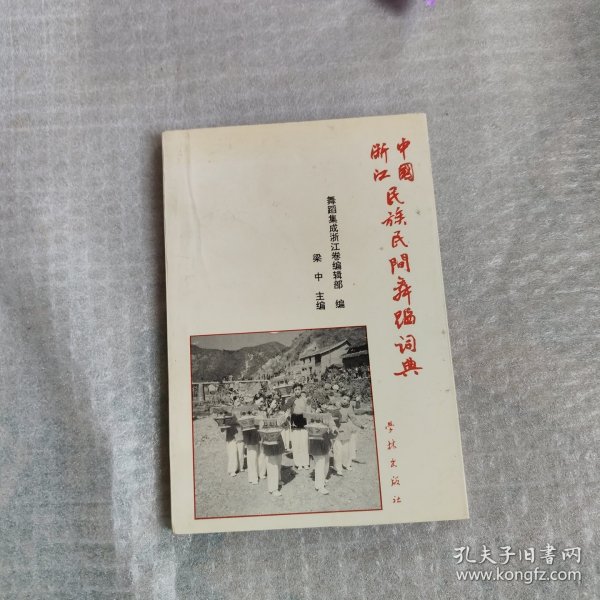 中國
浙江民族民間舞蹈词典
舞蹈集成浙江卷编辑部 编
梁中 主编
学林出版社
孔夫子旧书网
www.kongfz.com